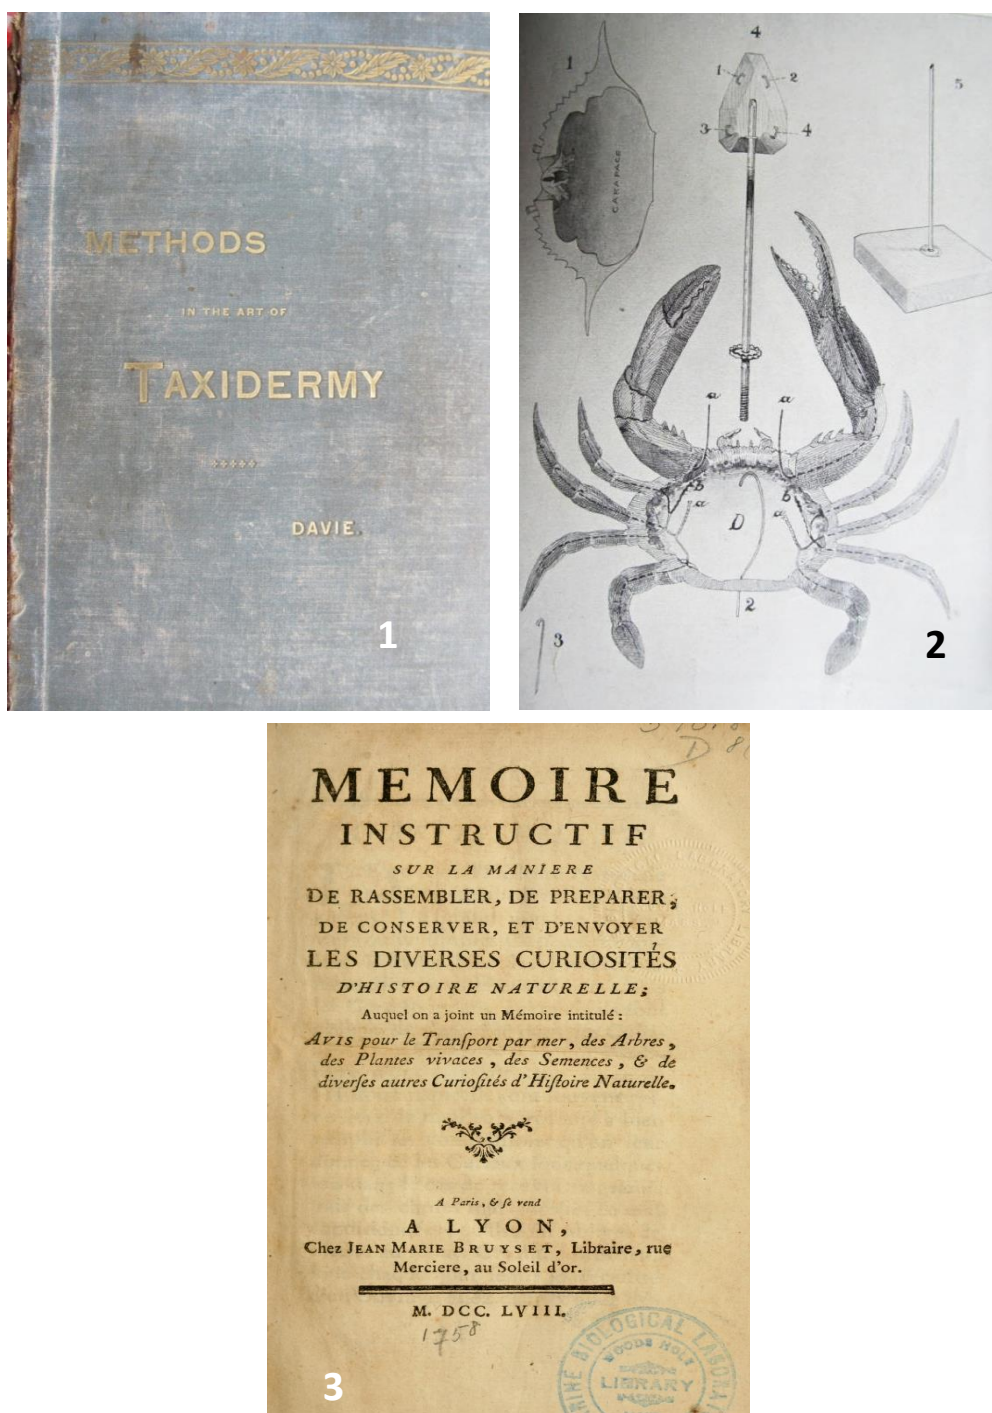 METHODS
IN THE ART OF
TAXIDERMY
DAVIE.
1
4
1
1
2
5
3
4
CARAPACE
a
a
b
b
a
a
D
2
3
2
MEMOIRE
INSTRUCTIF
SUR LA MANIERE
DE RASSEMBLER, DE PREPARER;
DE CONSERVER, ET D'ENVOYER
LES DIVERSES CURIOSITÉS
D'HISTOIRE NATURELLE;
Auquel on a joint un Mémoire intitulé :
AVIS pour le Tranſport par mer, des Arbres,
des Plantes vivaces, des Semences, & de
diverſes autres Curioſités d'Hiſtoire Naturelle.
A Paris, & ſe vend
A LYON,
Chez JEAN MARIE BRUYSET, Libraire, rue
Merciere, au Soleil d'or.
M. DCC. LVIII.
1758
BIOLOGICAL
WOODS HOLE
LIBRARY
3